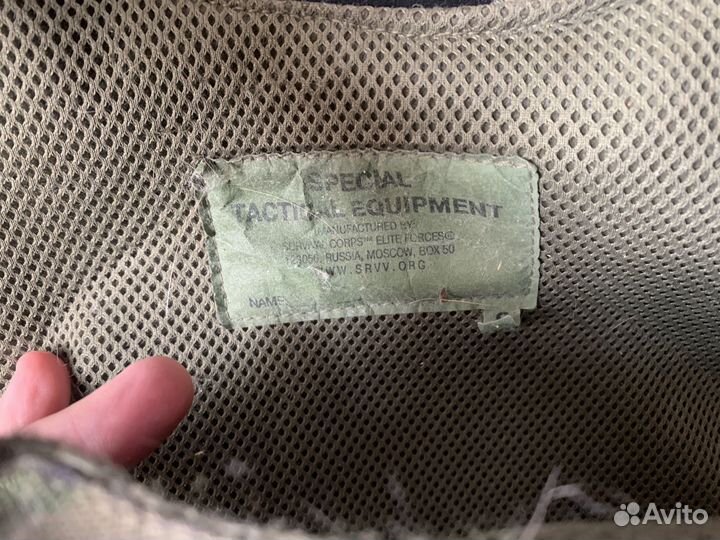 SPECIAL
TACTICAL EQUIPMENT
MANUFACTURED BY:
SURVIVAL CORPS™ ELITE FORCES®
123056, RUSSIA, MOSCOW, BOX 50
WWW.SRVV.ORG
NAME
Avito